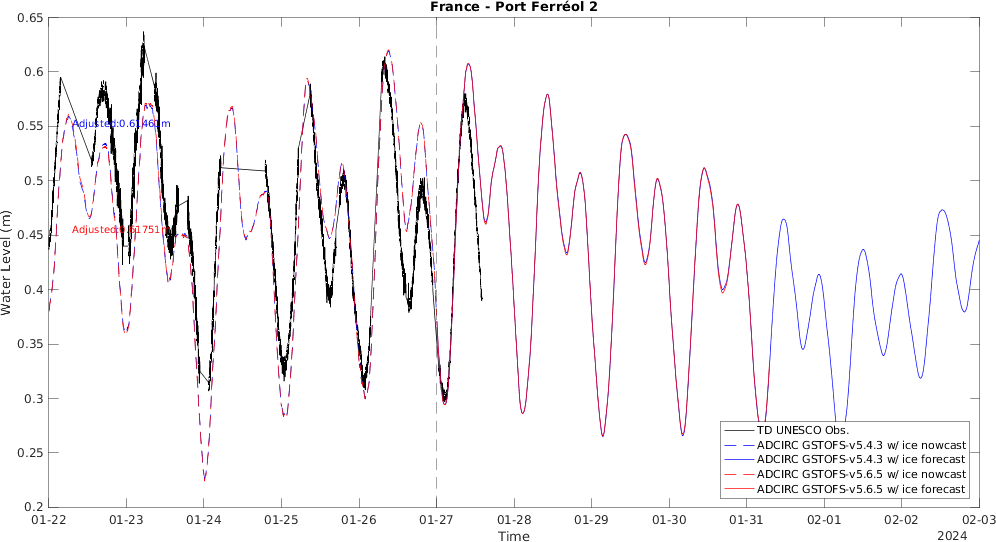 France - Port Ferréol 2
0.65
0.6
0.55
0.5
0.45
0.4
0.35
0.3
0.25
0.2
Water Level (m)
Adjusted:0.61461m
Adjusted:0.61751m
TD UNESCO Obs.
ADCIRC GSTOFS-v5.4.3 w/ ice nowcast
ADCIRC GSTOFS-v5.4.3 w/ ice forecast
ADCIRC GSTOFS-v5.6.5 w/ ice nowcast
ADCIRC GSTOFS-v5.6.5 w/ ice forecast
01-22 01-23 01-24 01-25 01-26 01-27 01-28 01-29 01-30 01-31 02-01 02-02 02-03
Time
2024